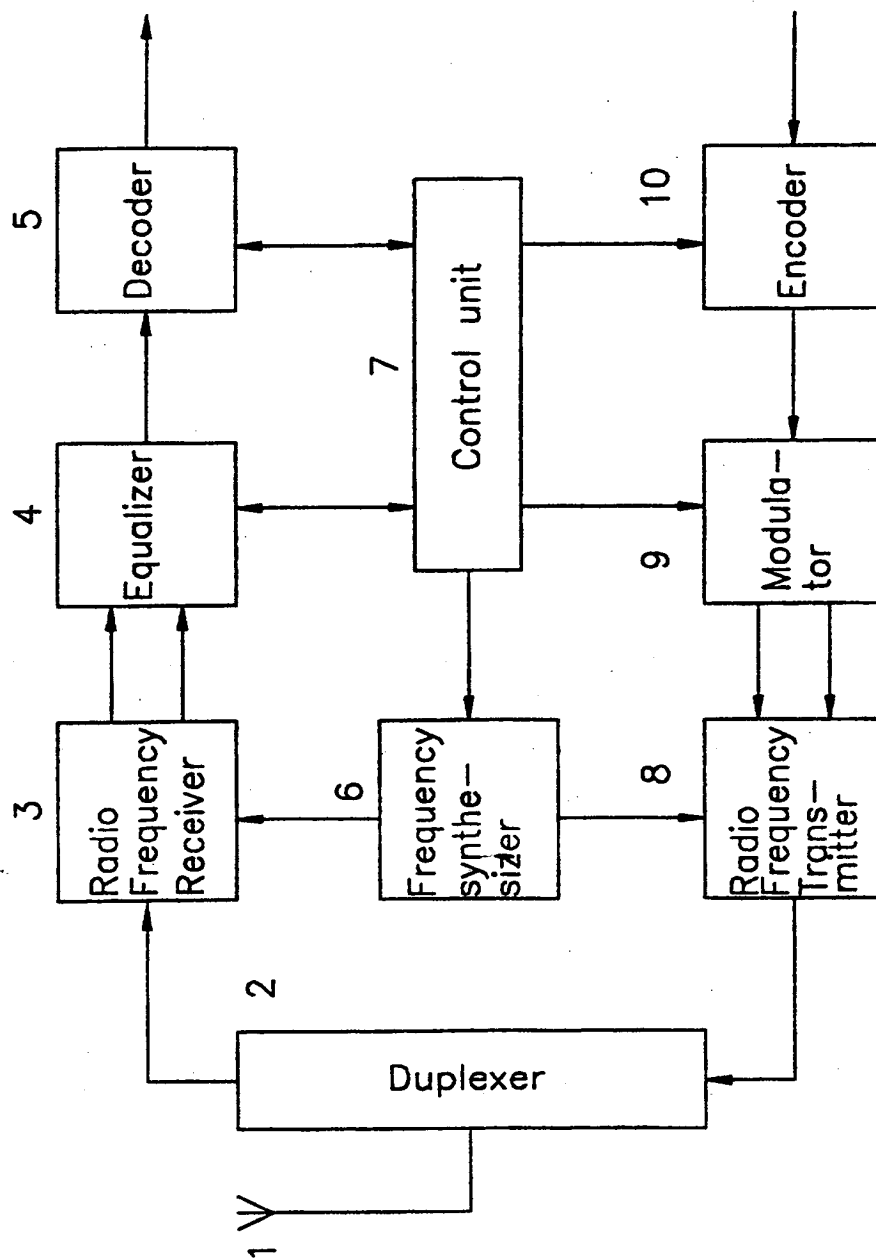 1
2
Duplexer
3
Radio
Frequency
Receiver
4
Equalizer
5
Decoder
6
Frequency
synthe-
sizer
7
Control unit
8
Radio
Frequency
Trans-
mitter
9
Modula-
tor
10
Encoder